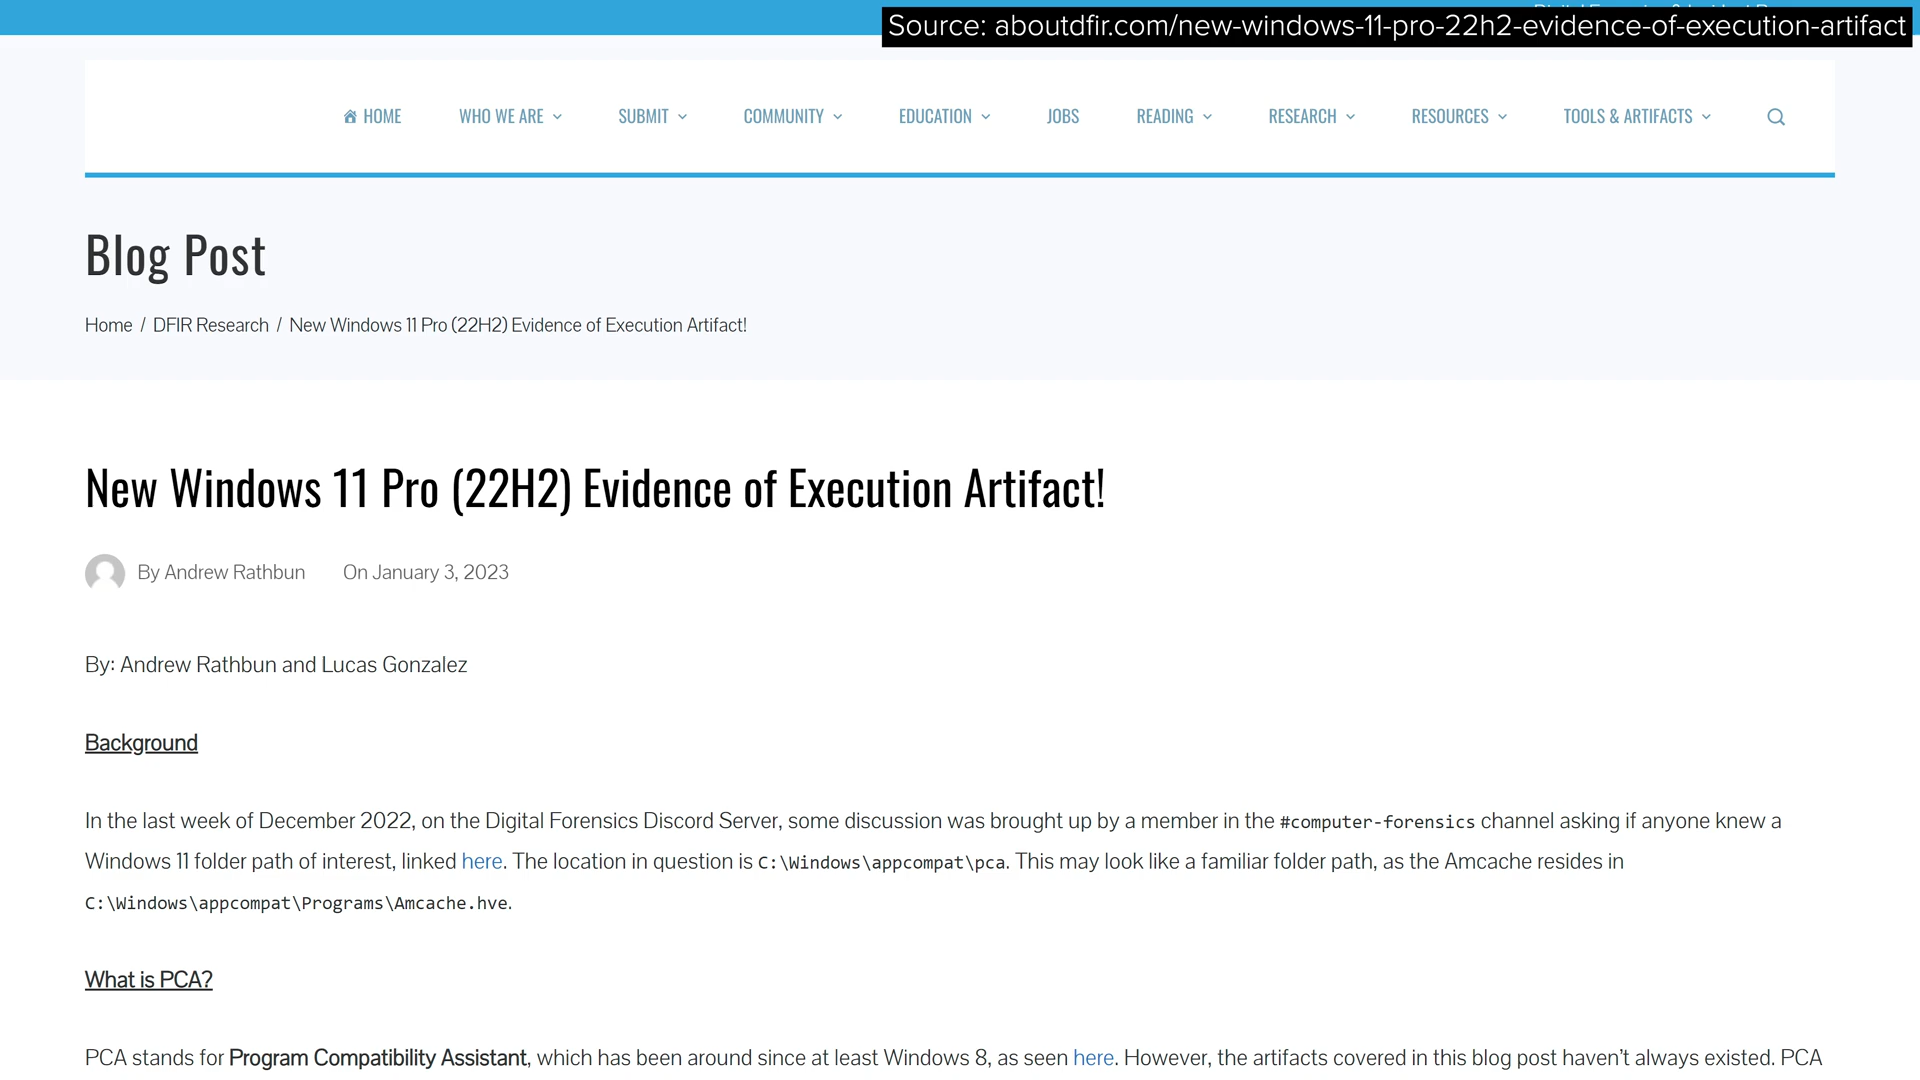 Source: aboutdfir.com/new-windows-11-pro-22h2-evidence-of-execution-artifact
HOME WHO WE ARE SUBMIT COMMUNITY EDUCATION JOBS READING RESEARCH RESOURCES TOOLS & ARTIFACTS
Blog Post
Home / DFIR Research / New Windows 11 Pro (22H2) Evidence of Execution Artifact!
New Windows 11 Pro (22H2) Evidence of Execution Artifact!
By Andrew Rathbun On January 3, 2023
By: Andrew Rathbun and Lucas Gonzalez
Background
In the last week of December 2022, on the Digital Forensics Discord Server, some discussion was brought up by a member in the #computer-forensics channel asking if anyone knew a
Windows 11 folder path of interest, linked here. The location in question is C:\Windows\appcompat\pca. This may look like a familiar folder path, as the Amcache resides in
C:\Windows\appcompat\Programs\Amcache.hve.
What is PCA?
PCA stands for Program Compatibility Assistant, which has been around since at least Windows 8, as seen here. However, the artifacts covered in this blog post haven’t always existed. PCA